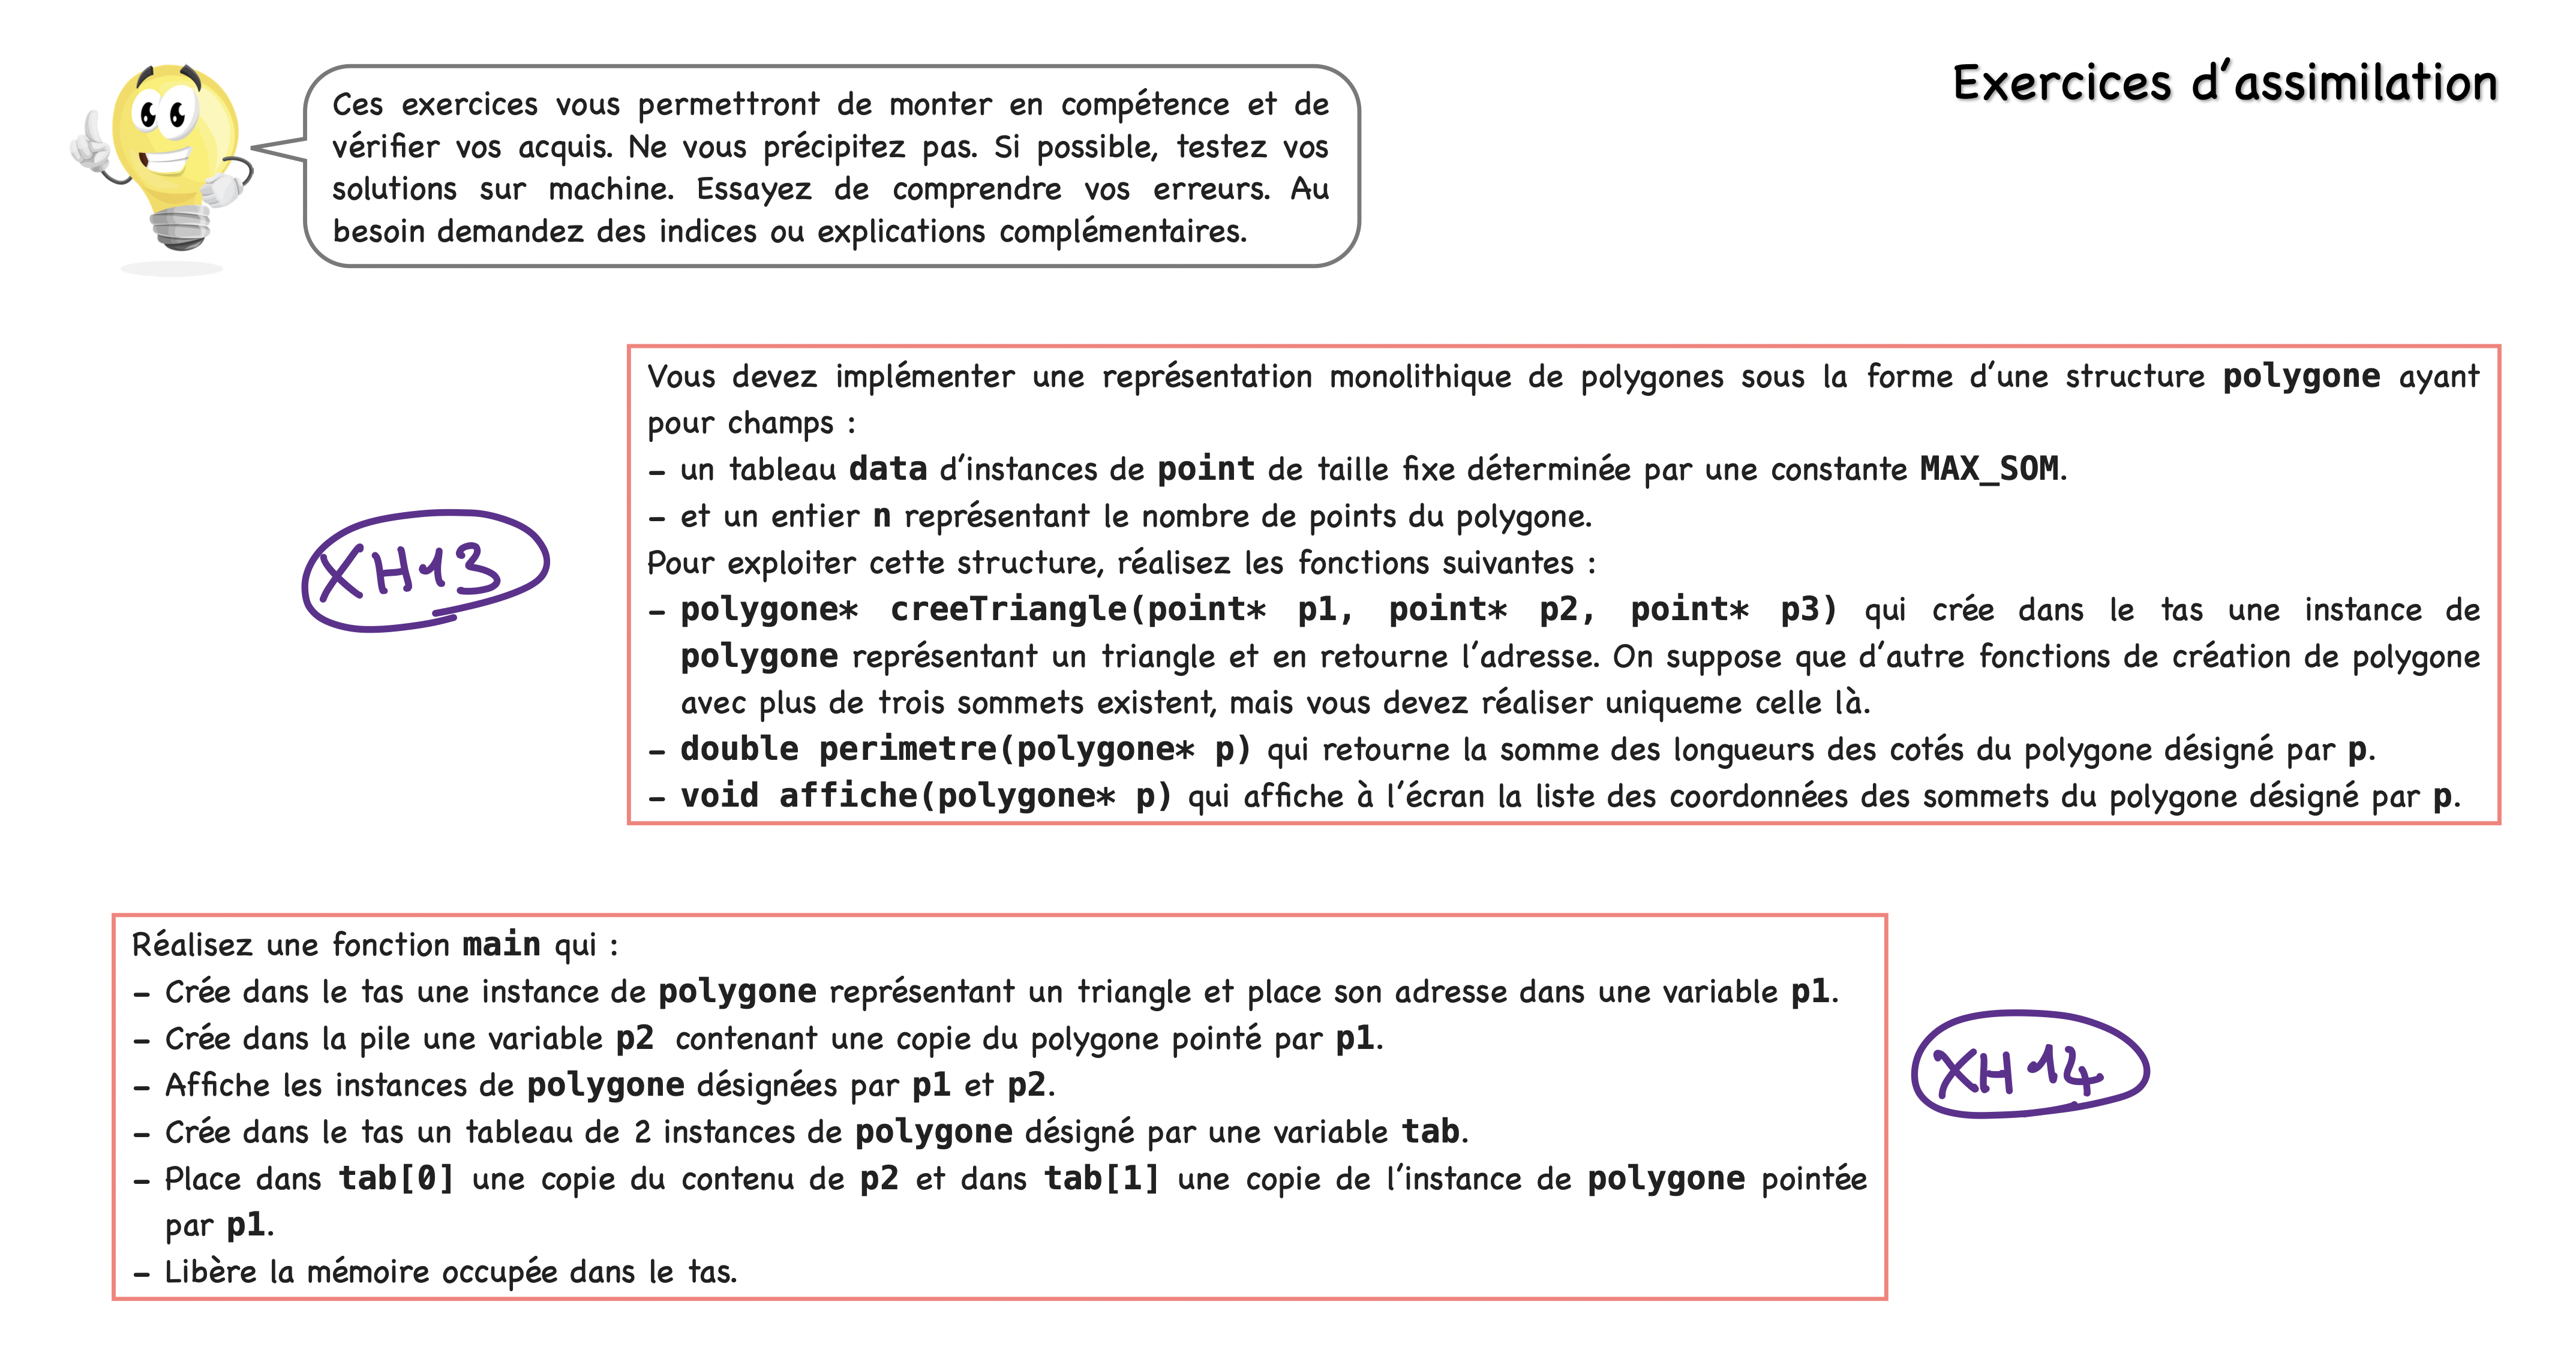 Exercices d'assimilation
Ces exercices vous permettront de monter en compétence et de
vérifier vos acquis. Ne vous précipitez pas. Si possible, testez vos
solutions sur machine. Essayez de comprendre vos erreurs. Au
besoin demandez des indices ou explications complémentaires.
XH13
Vous devez implémenter une représentation monolithique de polygones sous la forme d'une structure polygone ayant
pour champs :
- un tableau data d'instances de point de taille fixe déterminée par une constante MAX_SOM.
- et un entier n représentant le nombre de points du polygone.
Pour exploiter cette structure, réalisez les fonctions suivantes :
- polygone* creeTriangle(point* p1, point* p2, point* p3) qui crée dans le tas une instance de
polygone représentant un triangle et en retourne l'adresse. On suppose que d'autre fonctions de création de polygone
avec plus de trois sommets existent, mais vous devez réaliser uniqueme celle là.
- double perimetre(polygone* p) qui retourne la somme des longueurs des cotés du polygone désigné par p.
- void affiche(polygone* p) qui affiche à l'écran la liste des coordonnées des sommets du polygone désigné par p.
Réalisez une fonction main qui :
- Crée dans le tas une instance de polygone représentant un triangle et place son adresse dans une variable p1.
- Crée dans la pile une variable p2 contenant une copie du polygone pointé par p1.
- Affiche les instances de polygone désignées par p1 et p2.
- Crée dans le tas un tableau de 2 instances de polygone désigné par une variable tab.
- Place dans tab[0] une copie du contenu de p2 et dans tab[1] une copie de l'instance de polygone pointée
par p1.
- Libère la mémoire occupée dans le tas.
XH14